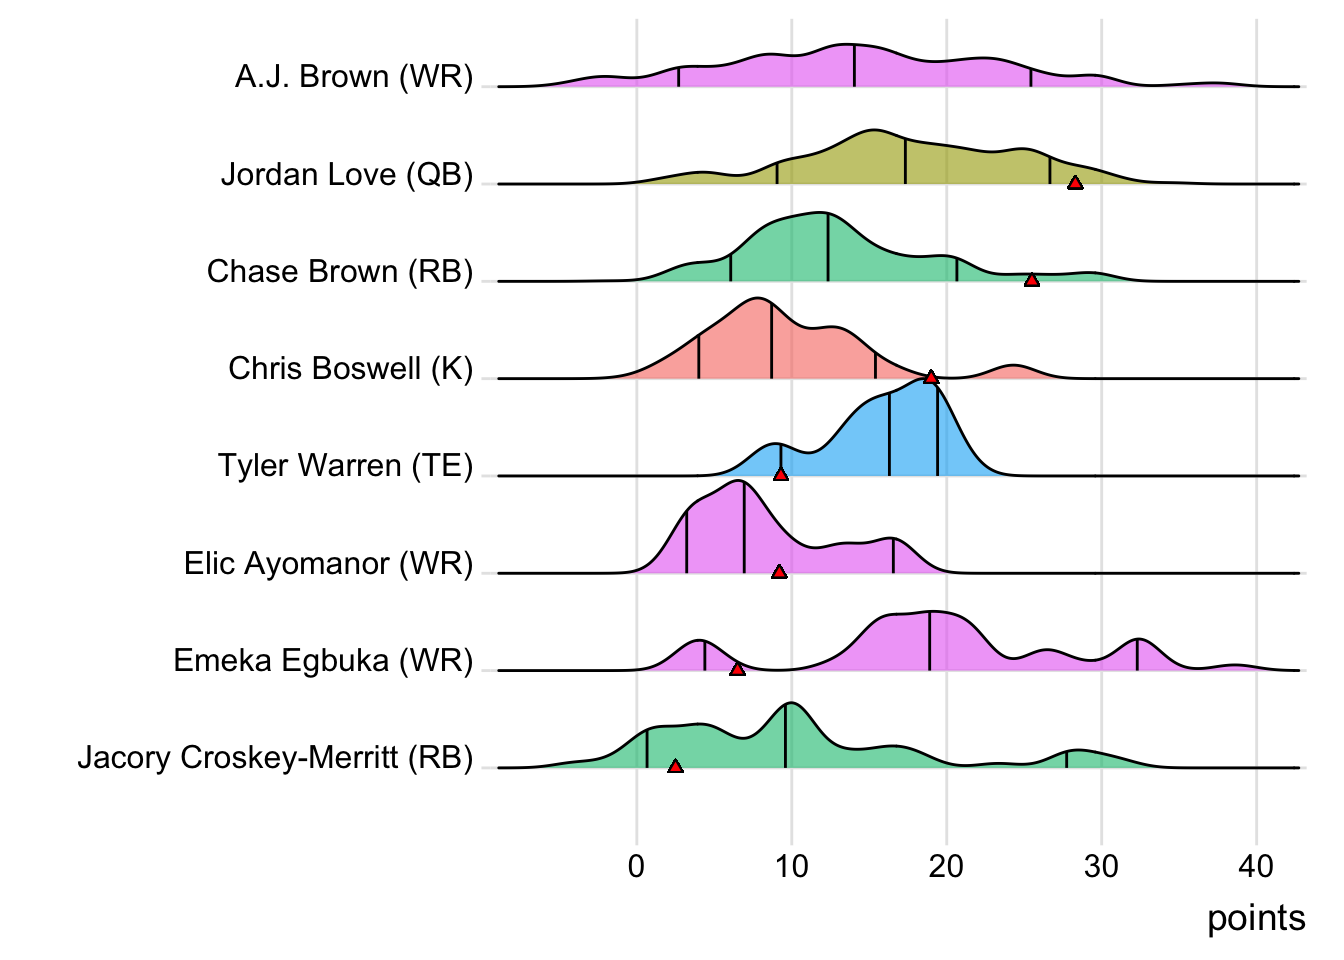 A.J. Brown (WR)
Jordan Love (QB)
Chase Brown (RB)
Chris Boswell (K)
Tyler Warren (TE)
Elic Ayomanor (WR)
Emeka Egbuka (WR)
Jacory Croskey-Merritt (RB)
0 10 20 30 40
points